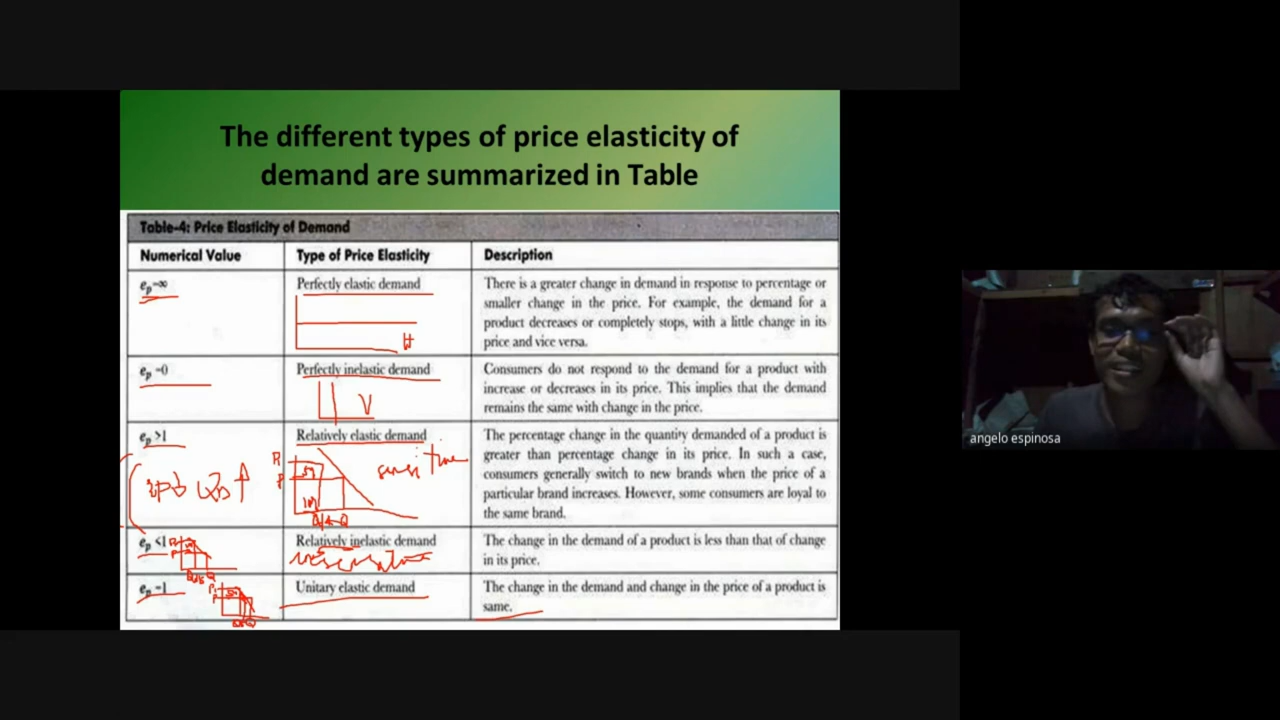 The different types of price elasticity of
demand are summarized in Table
Table-4: Price Elasticity of Demand
Numerical Value Type of Price Elasticity Description
eₚ=∞ Perfectly elastic demand There is a greater change in demand in response to percentage or
smaller change in the price. For example, the demand for a
product decreases or completely stops, with a little change in its
H
price and vice versa.
eₚ=0 Perfectly inelastic demand Consumers do not respond to the demand for a product with
increase or decreases in its price. This implies that the demand
V
remains the same with change in the price.
eₚ >1 Relatively elastic demand The percentage change in the quantity demanded of a product is
greater than percentage change in its price. In such a case,
consumers generally switch to new brands when the price of a
particular brand increases. However, some consumers are loyal to
the same brand.
eₚ <1 Relatively inelastic demand The change in the demand of a product is less than that of change
in its price.
eₚ=1 Unitary elastic demand The change in the demand and change in the price of a product is
same.
angelo espinosa